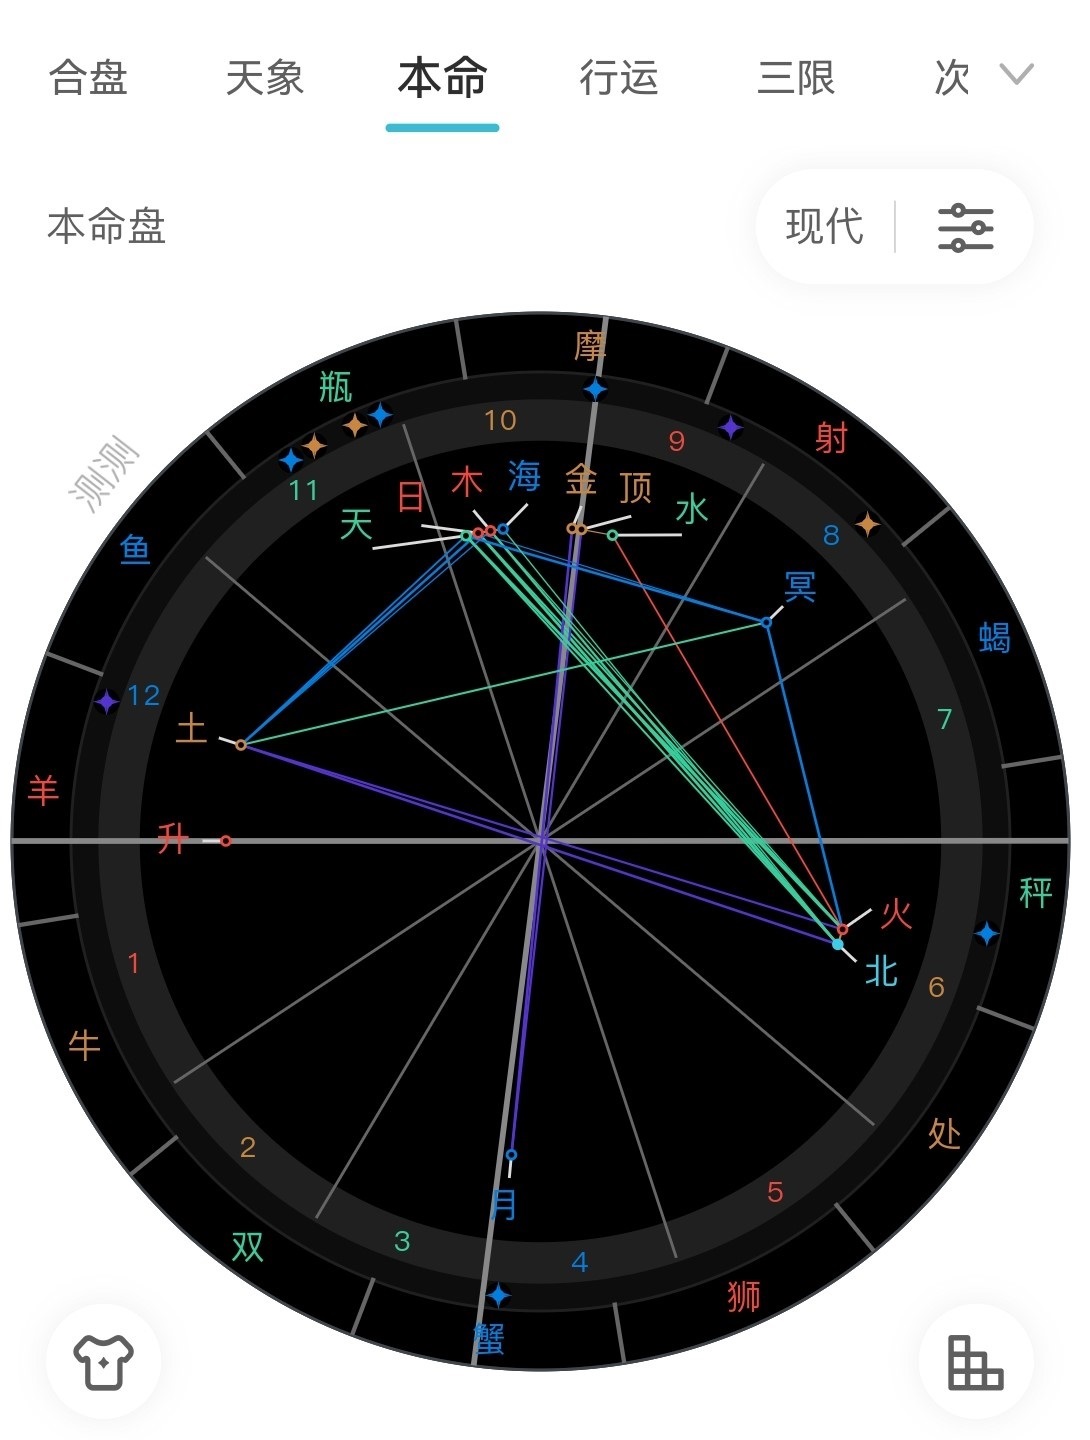 合盘 天象 本命 行运 三限 次
本命盘 现代
摩
瓶 射
10 9
测测 11 8
鱼 蝎
天 日 木 海 金 顶 水
冥
12 7
土
羊 升 秤
火
北
1 6
牛 处
2 5
月
双 3 4 狮
蟹